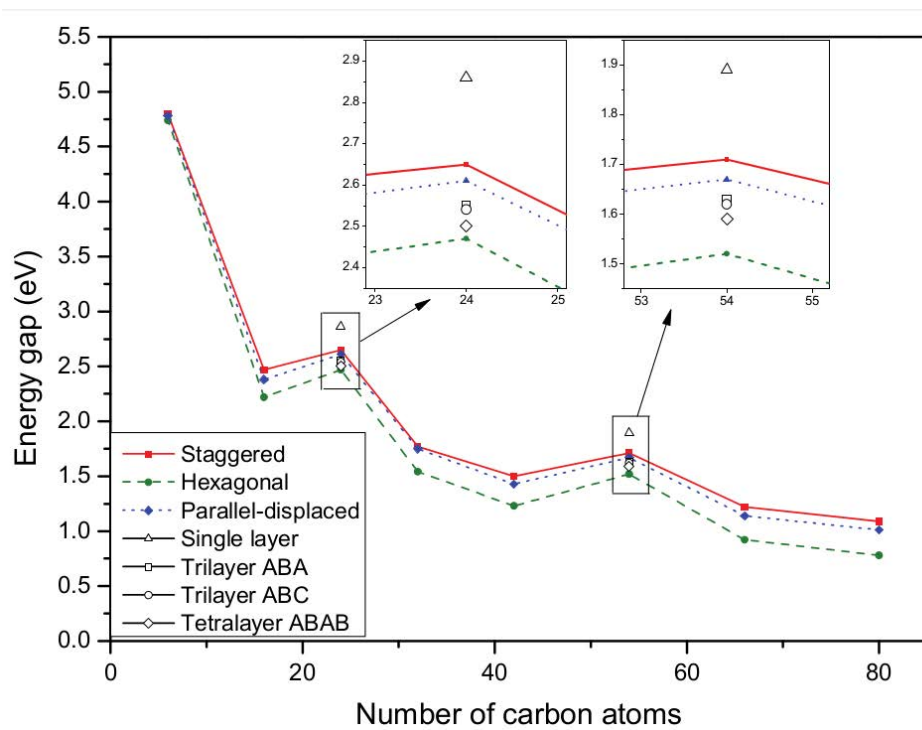 5.5
5.0
4.5
4.0
3.5
3.0
2.5
2.0
1.5
1.0
0.5
0.0
Energy gap (eV)
2.9
2.8
2.7
2.6
2.5
2.4
23 24 25
1.9
1.8
1.7
1.6
1.5
53 54 55
Staggered
Hexagonal
Parallel-displaced
Single layer
Trilayer ABA
Trilayer ABC
Tetralayer ABAB
0 20 40 60 80
Number of carbon atoms